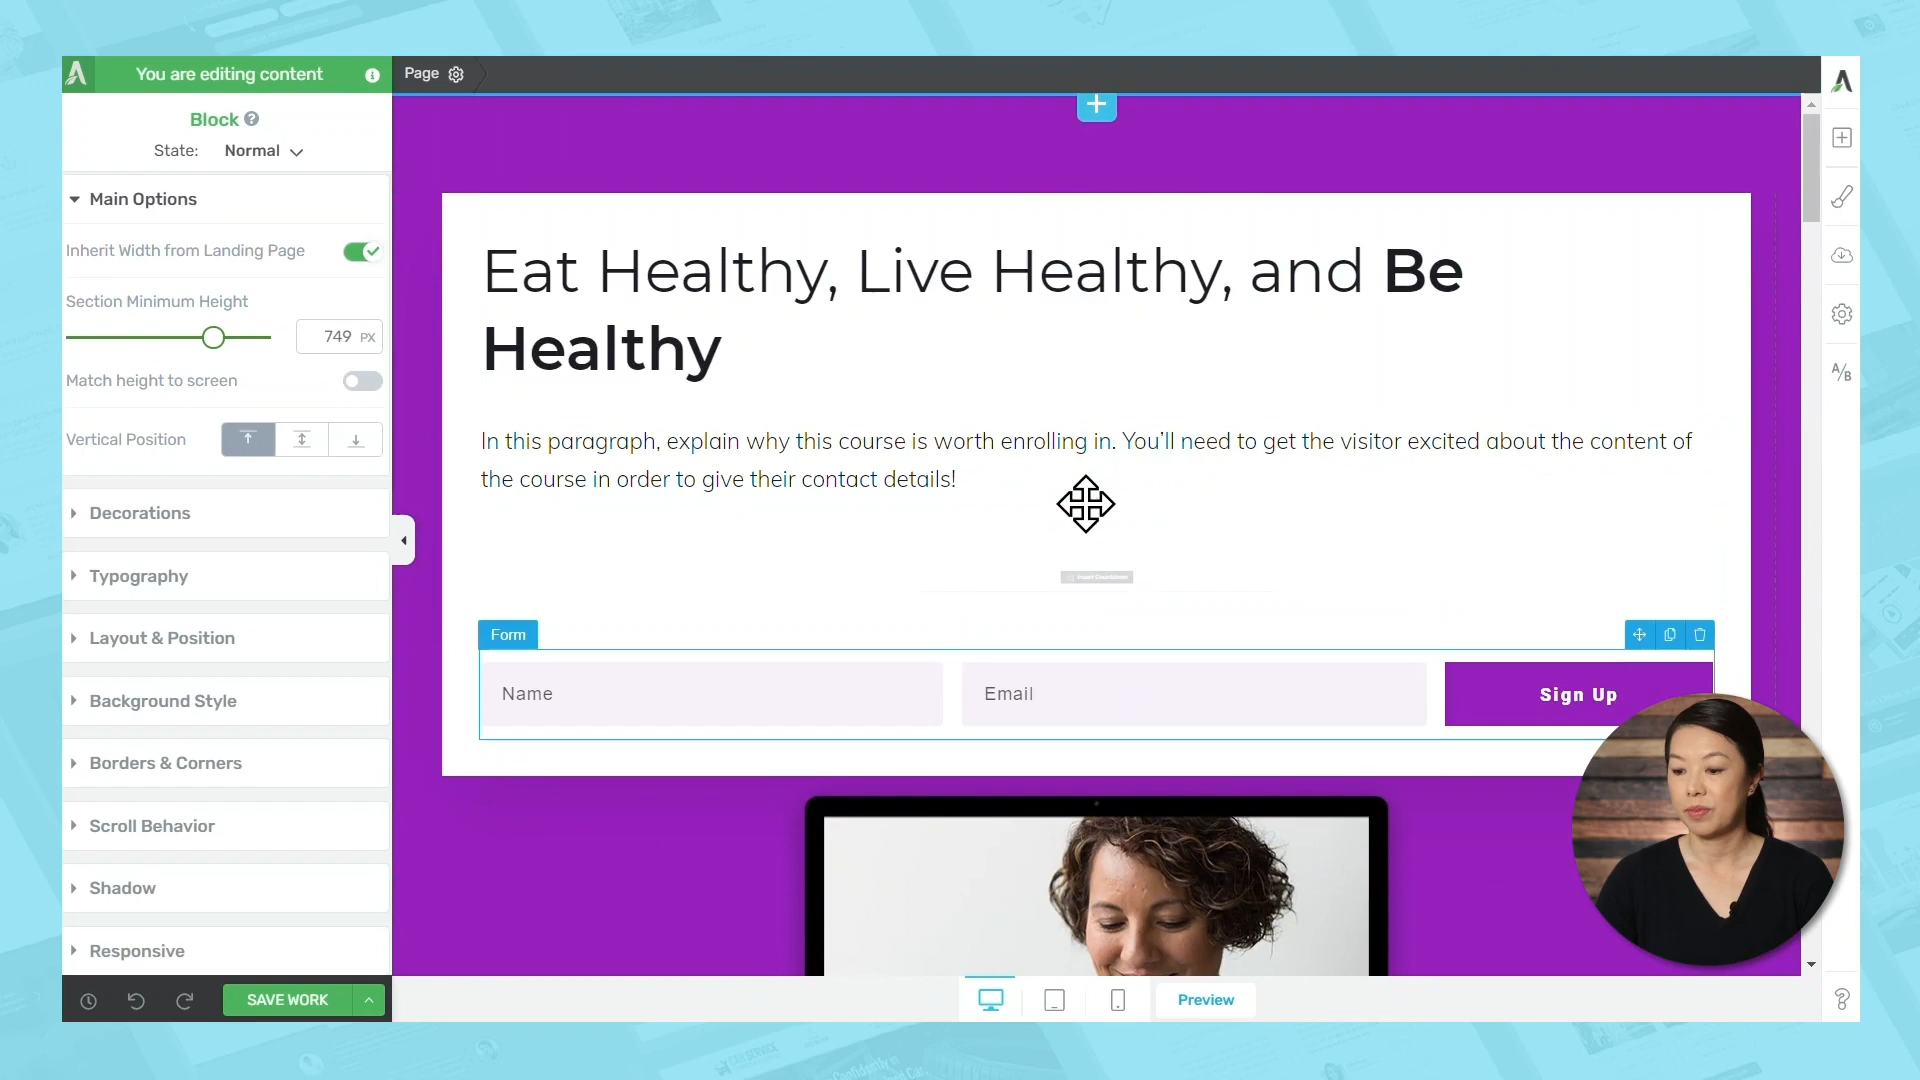 You are editing content
Page
Block
State: Normal
Main Options
Inherit Width from Landing Page
Section Minimum Height
749 PX
Match height to screen
Vertical Position
Decorations
Typography
Layout & Position
Background Style
Borders & Corners
Scroll Behavior
Shadow
Responsive
SAVE WORK
Eat Healthy, Live Healthy, and Be
Healthy
In this paragraph, explain why this course is worth enrolling in. You'll need to get the visitor excited about the content of
the course in order to give their contact details!
Insert Countdown
Form
Name
Email
Sign Up
Preview
A/B